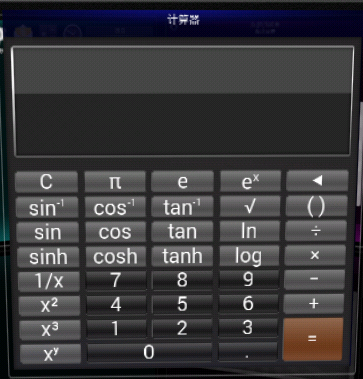 计算器
C π e eˣ ◄
sin⁻¹ cos⁻¹ tan⁻¹ √ ( )
sin cos tan ln ÷
sinh cosh tanh log ×
1/x 7 8 9 −
x² 4 5 6 +
x³ 1 2 3 =
xʸ 0 .